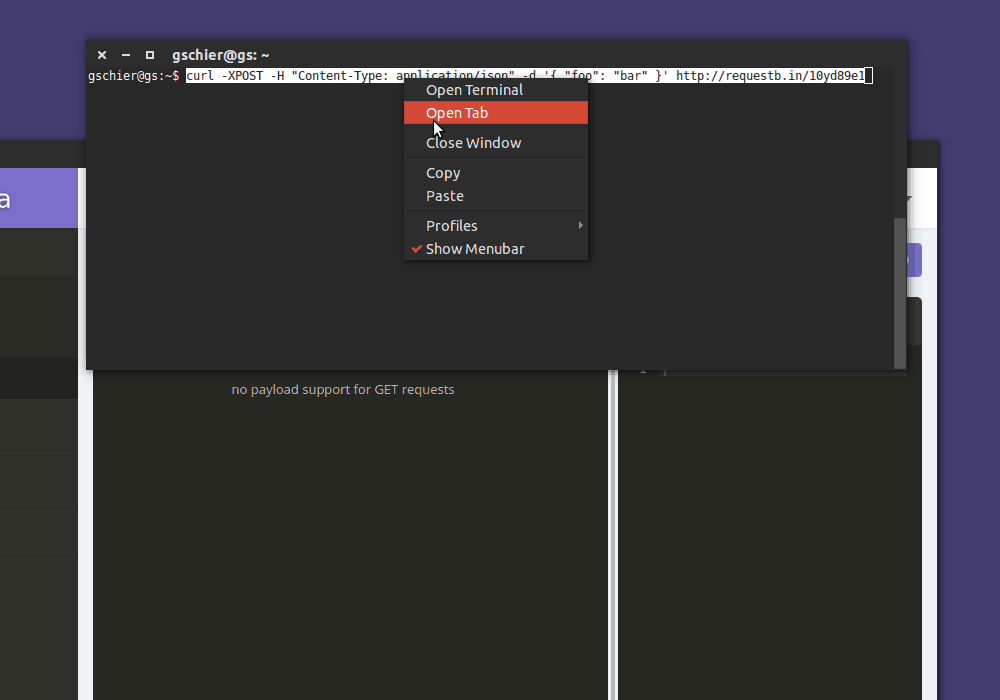 gschier@gs: ~
gschier@gs:~$ curl -XPOST -H "Content-Type: application/json" -d '{ "foo": "bar" }' http://requestb.in/10yd89e1
Open Terminal
Open Tab
Close Window
Copy
Paste
Profiles
Show Menubar
a
no payload support for GET requests
1